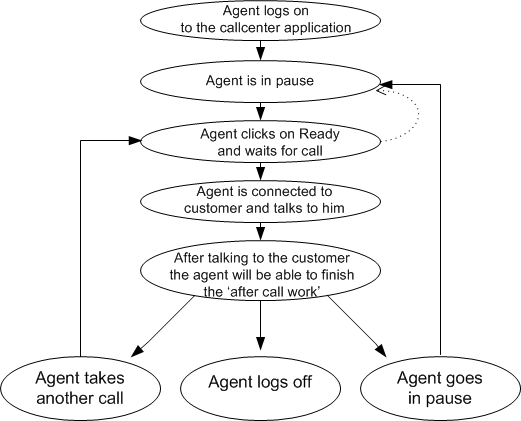 Agent logs on
to the callcenter application
Agent is in pause
Agent clicks on Ready
and waits for call
Agent is connected to
customer and talks to him
After talking to the customer
the agent will be able to finish
the ‘after call work’
Agent takes
another call
Agent logs off
Agent goes
in pause